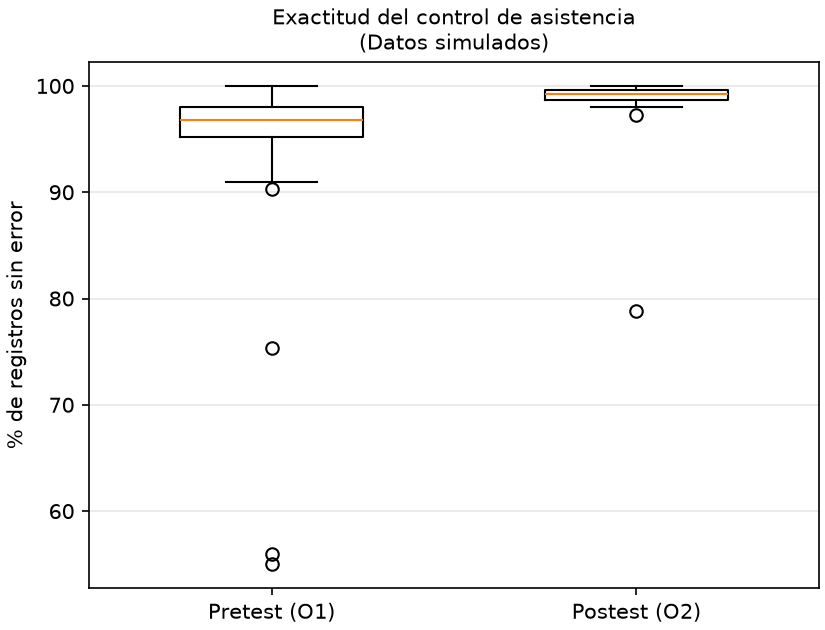 Exactitud del control de asistencia
(Datos simulados)
% de registros sin error
100
90
80
70
60
Pretest (O1)
Postest (O2)